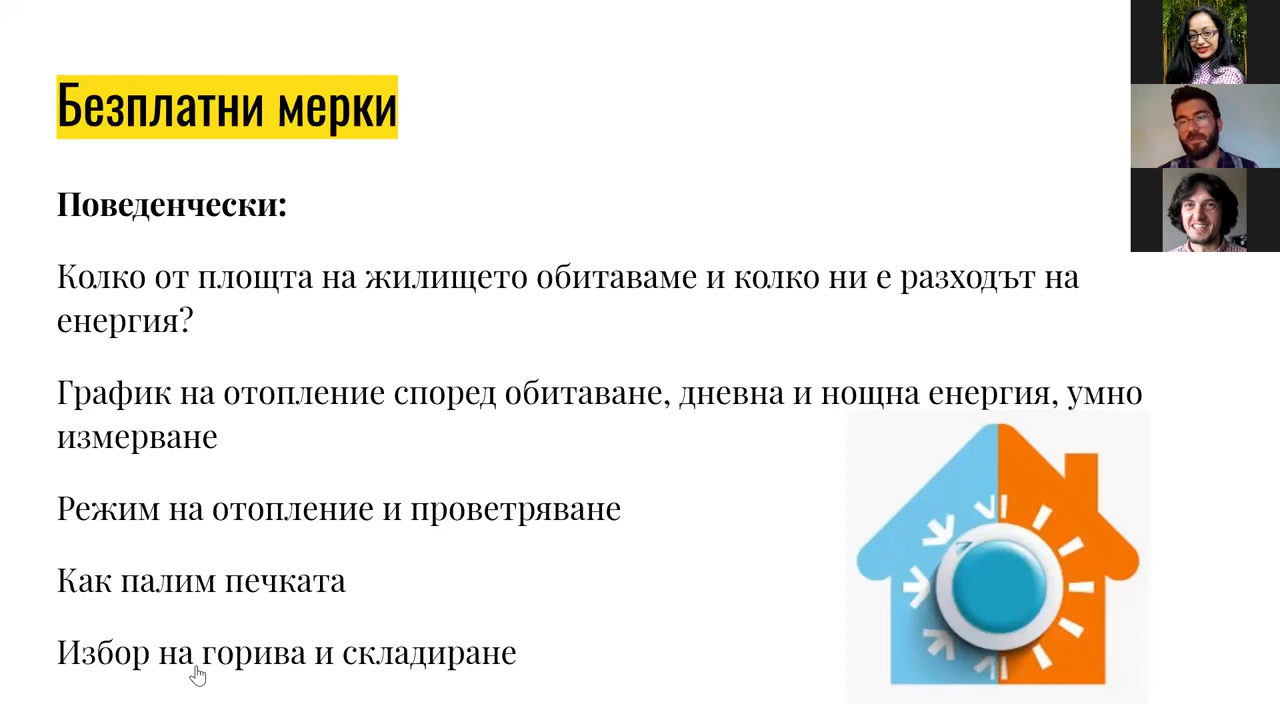 Безплатни мерки
Поведенчески:
Колко от площта на жилището обитаваме и колко ни е разходът на
енергия?
График на отопление според обитаване, дневна и нощна енергия, умно
измерване
Режим на отопление и проветряване
Как палим печката
Избор на горива и складиране